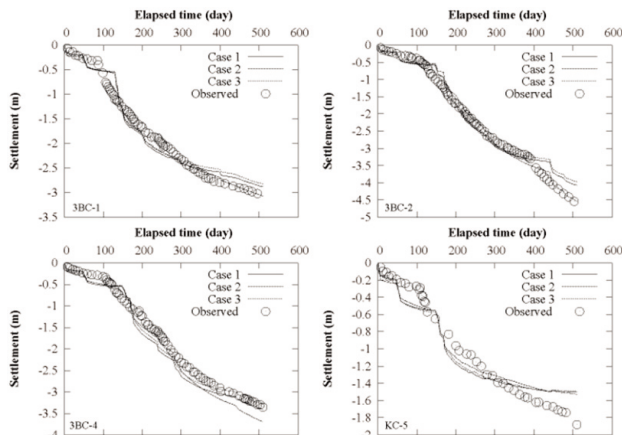 Elapsed time (day)
0 100 200 300 400 500 600
0
-0.5
-1
-1.5
-2
-2.5
-3
-3.5
Settlement (m)
Case 1
Case 2
Case 3
Observed
3BC-1
Elapsed time (day)
0 100 200 300 400 500 600
0
-0.5
-1
-1.5
-2
-2.5
-3
-3.5
-4
-4.5
-5
Settlement (m)
Case 1
Case 2
Case 3
Observed
3BC-2
Elapsed time (day)
0 100 200 300 400 500 600
0
-0.5
-1
-1.5
-2
-2.5
-3
-3.5
Settlement (m)
Case 1
Case 2
Case 3
Observed
3BC-4
Elapsed time (day)
0 100 200 300 400 500 600
0
-0.2
-0.4
-0.6
-0.8
-1
-1.2
-1.4
-1.6
-1.8
-2
Settlement (m)
Case 1
Case 2
Case 3
Observed
KC-5